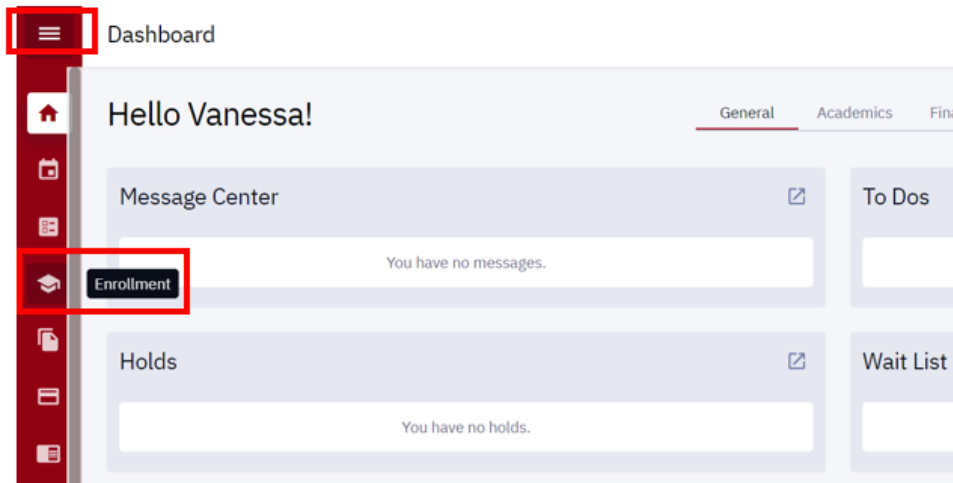 Dashboard
Hello Vanessa!
General Academics Fina
Message Center
To Dos
You have no messages.
Enrollment
Holds
Wait List
You have no holds.